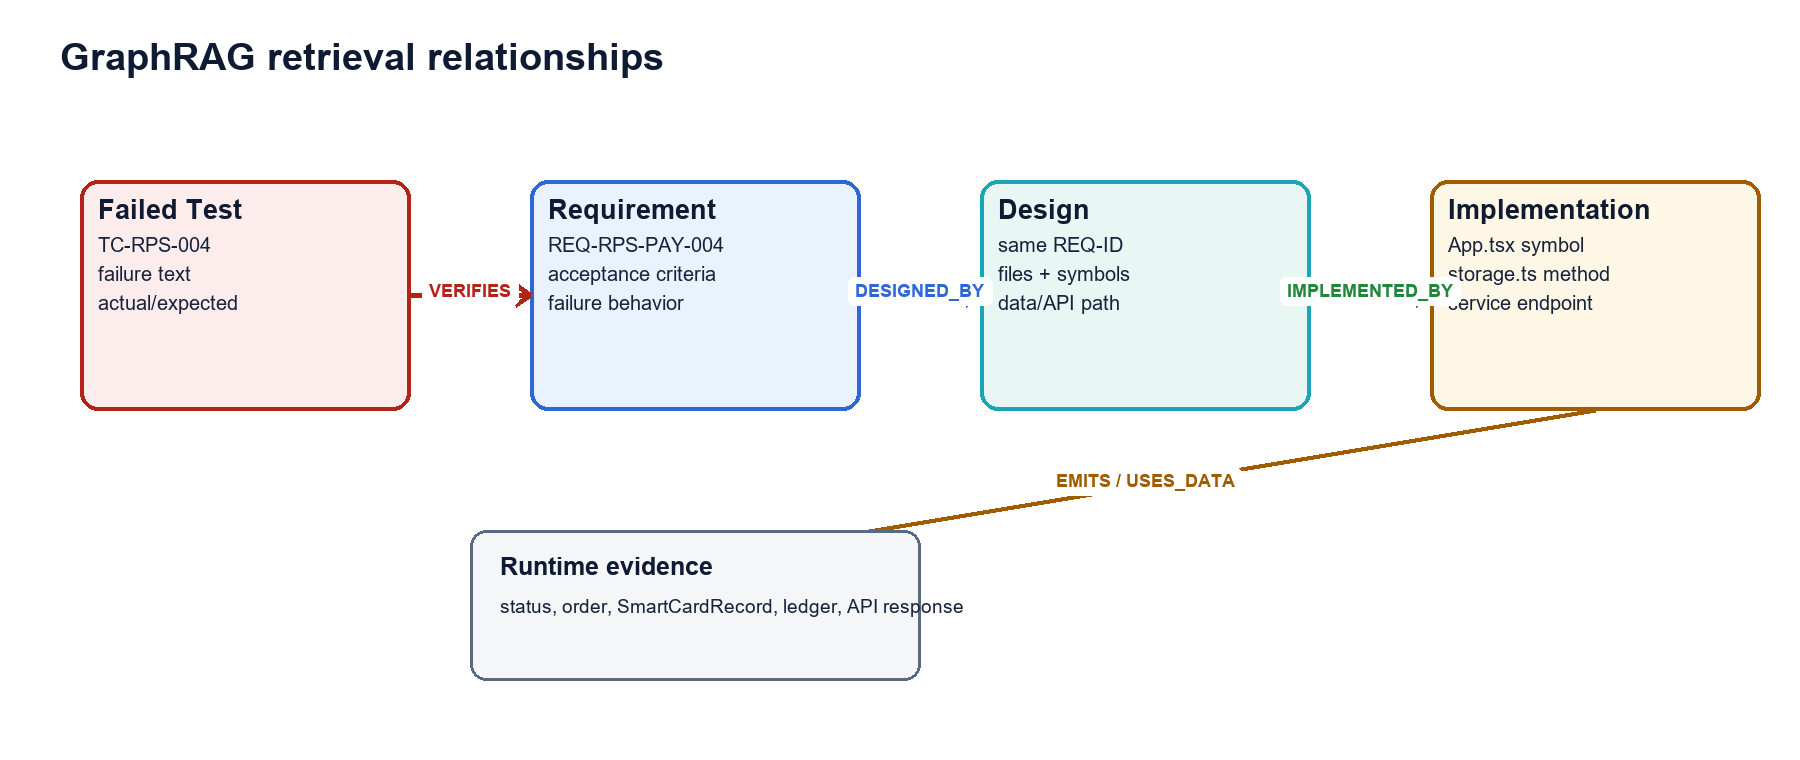 GraphRAG retrieval relationships
Failed Test
TC-RPS-004
failure text
actual/expected
VERIFIES
Requirement
REQ-RPS-PAY-004
acceptance criteria
failure behavior
DESIGNED_BY
Design
same REQ-ID
files + symbols
data/API path
IMPLEMENTED_BY
Implementation
App.tsx symbol
storage.ts method
service endpoint
EMITS / USES_DATA
Runtime evidence
status, order, SmartCardRecord, ledger, API response